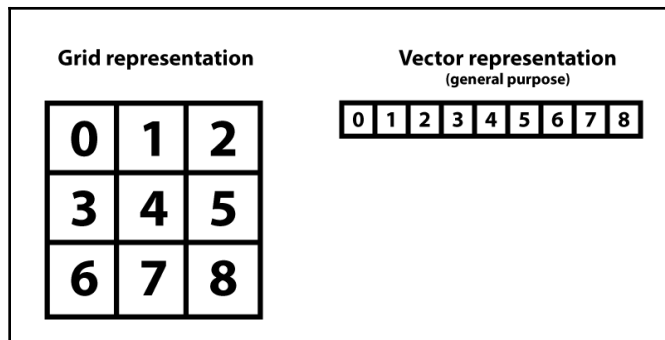 Grid representation
0 1 2
3 4 5
6 7 8
Vector representation
(general purpose)
0 1 2 3 4 5 6 7 8